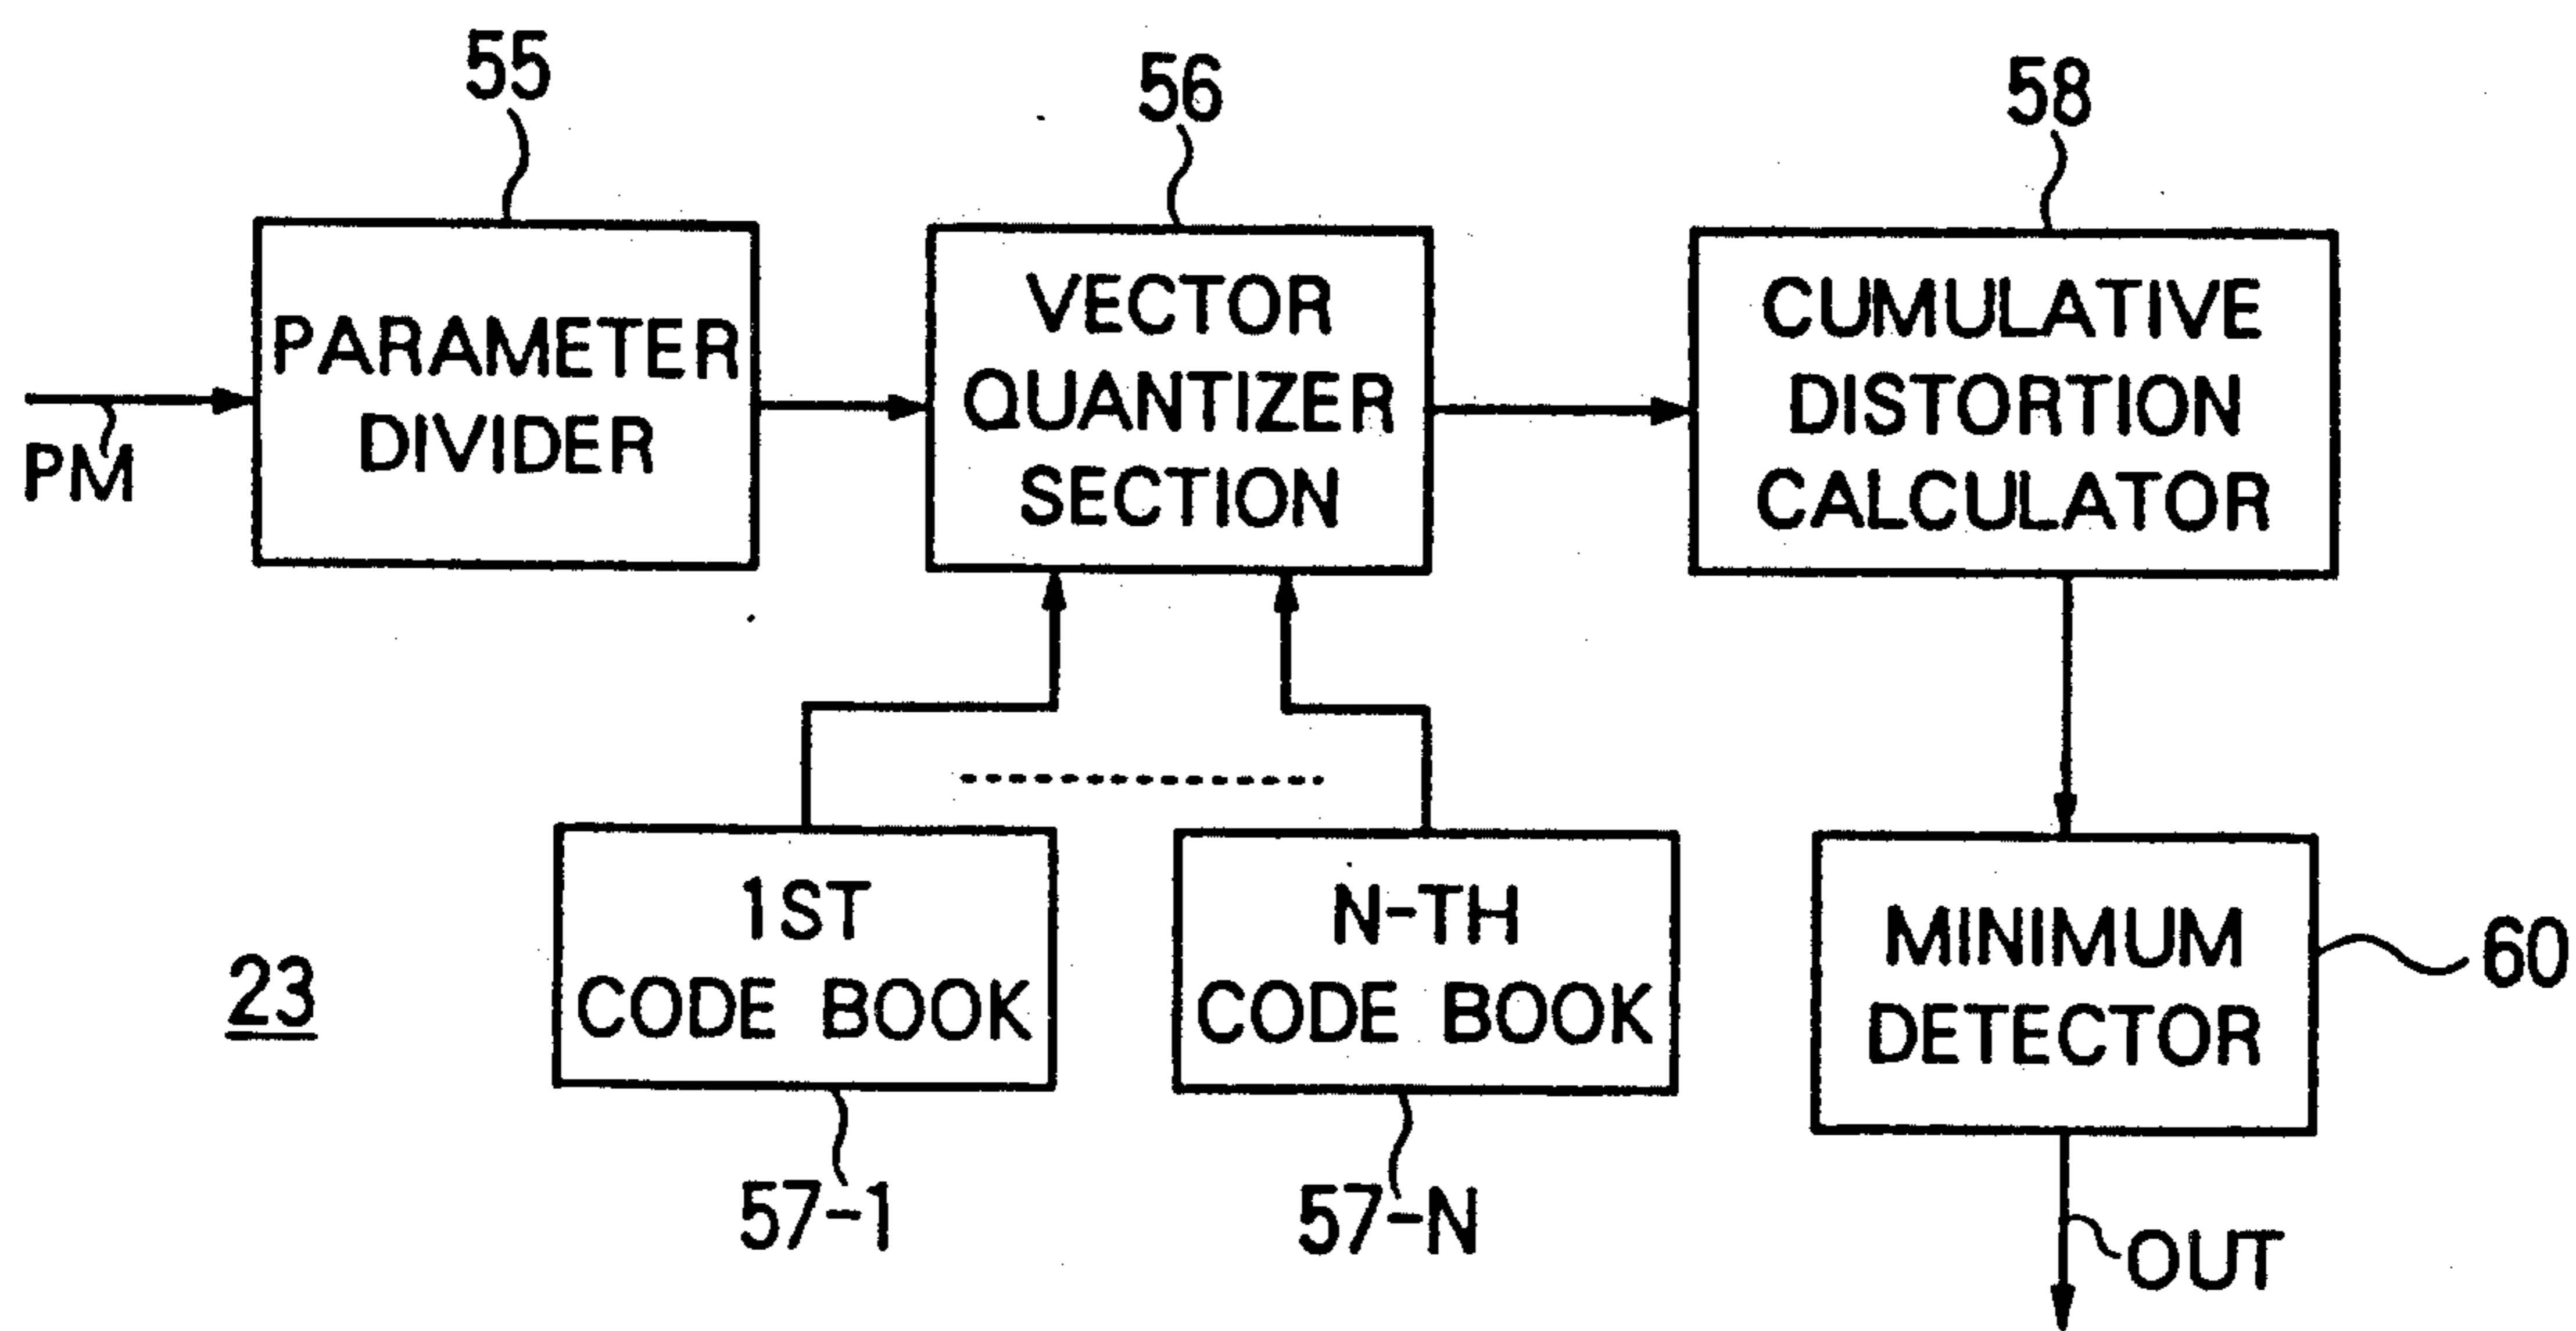 55
56
58
PARAMETER
DIVIDER
VECTOR
QUANTIZER
SECTION
CUMULATIVE
DISTORTION
CALCULATOR
PM
1ST
CODE BOOK
N-TH
CODE BOOK
MINIMUM
DETECTOR
60
23
57-1
57-N
OUT